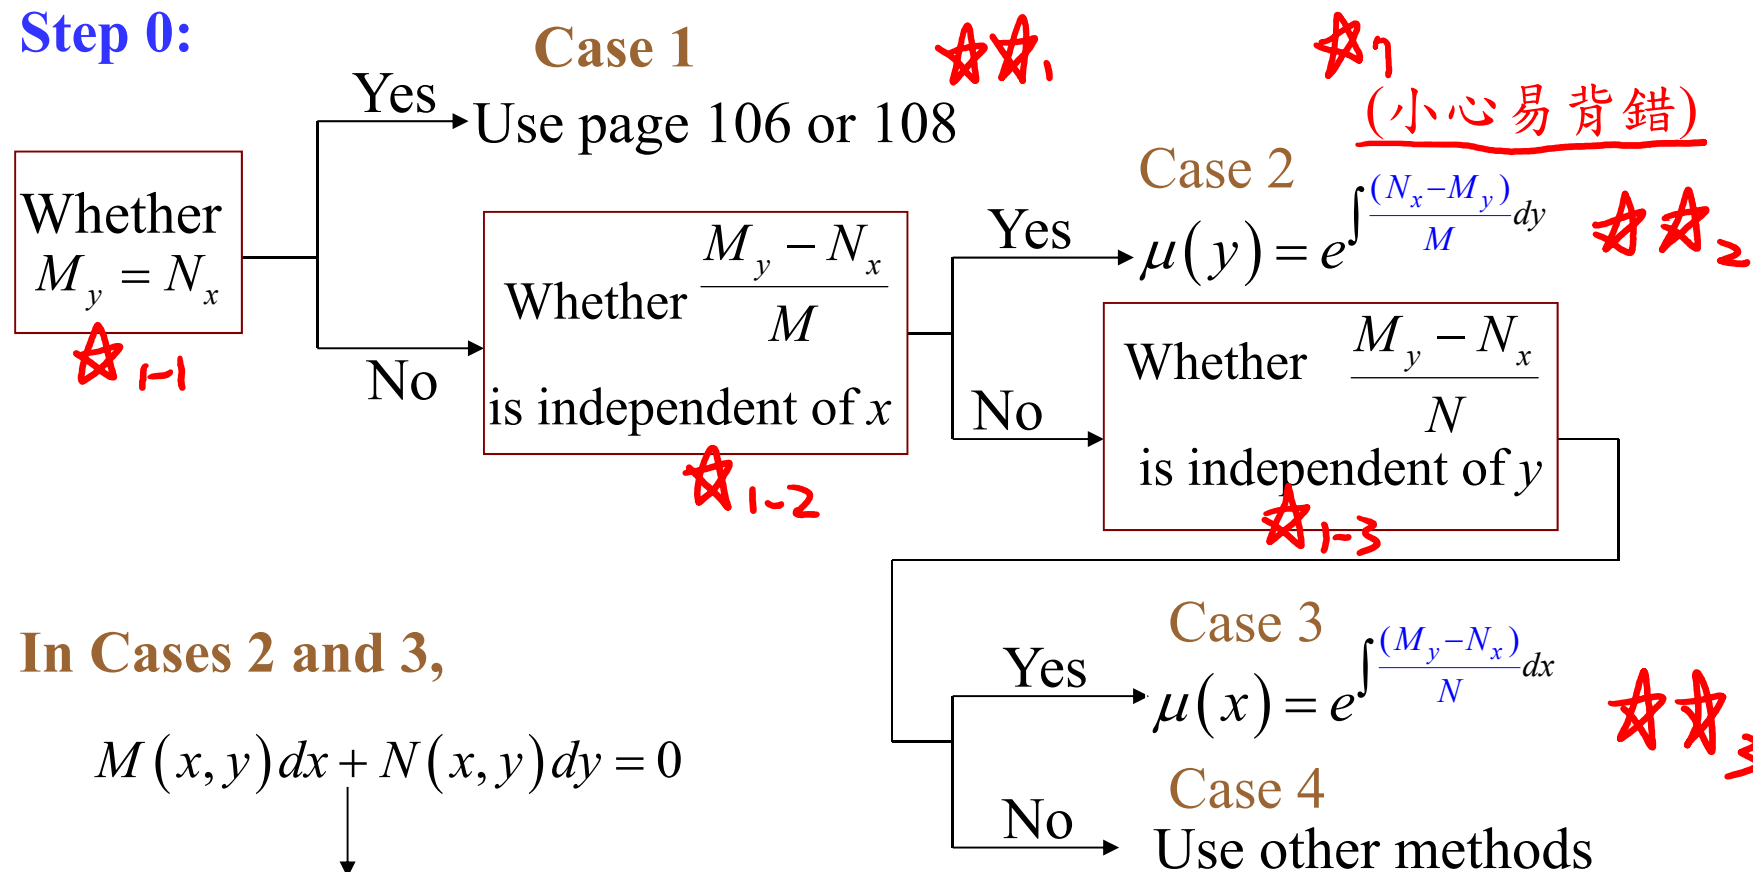 Step 0:
Case 1
☆☆1
☆1
Yes
Use page 106 or 108
(小心易背錯)
Whether
M_y = N_x
☆1-1
No
Whether (M_y − N_x)/M
is independent of x
☆1-2
Yes
Case 2
μ(y) = e^{∫ (N_x−M_y)/M dy}
☆☆2
No
Whether (M_y − N_x)/N
is independent of y
☆1-3
Yes
Case 3
μ(x) = e^{∫ (M_y−N_x)/N dx}
☆☆3
No
Case 4
Use other methods
In Cases 2 and 3,
M(x, y)dx + N(x, y)dy = 0